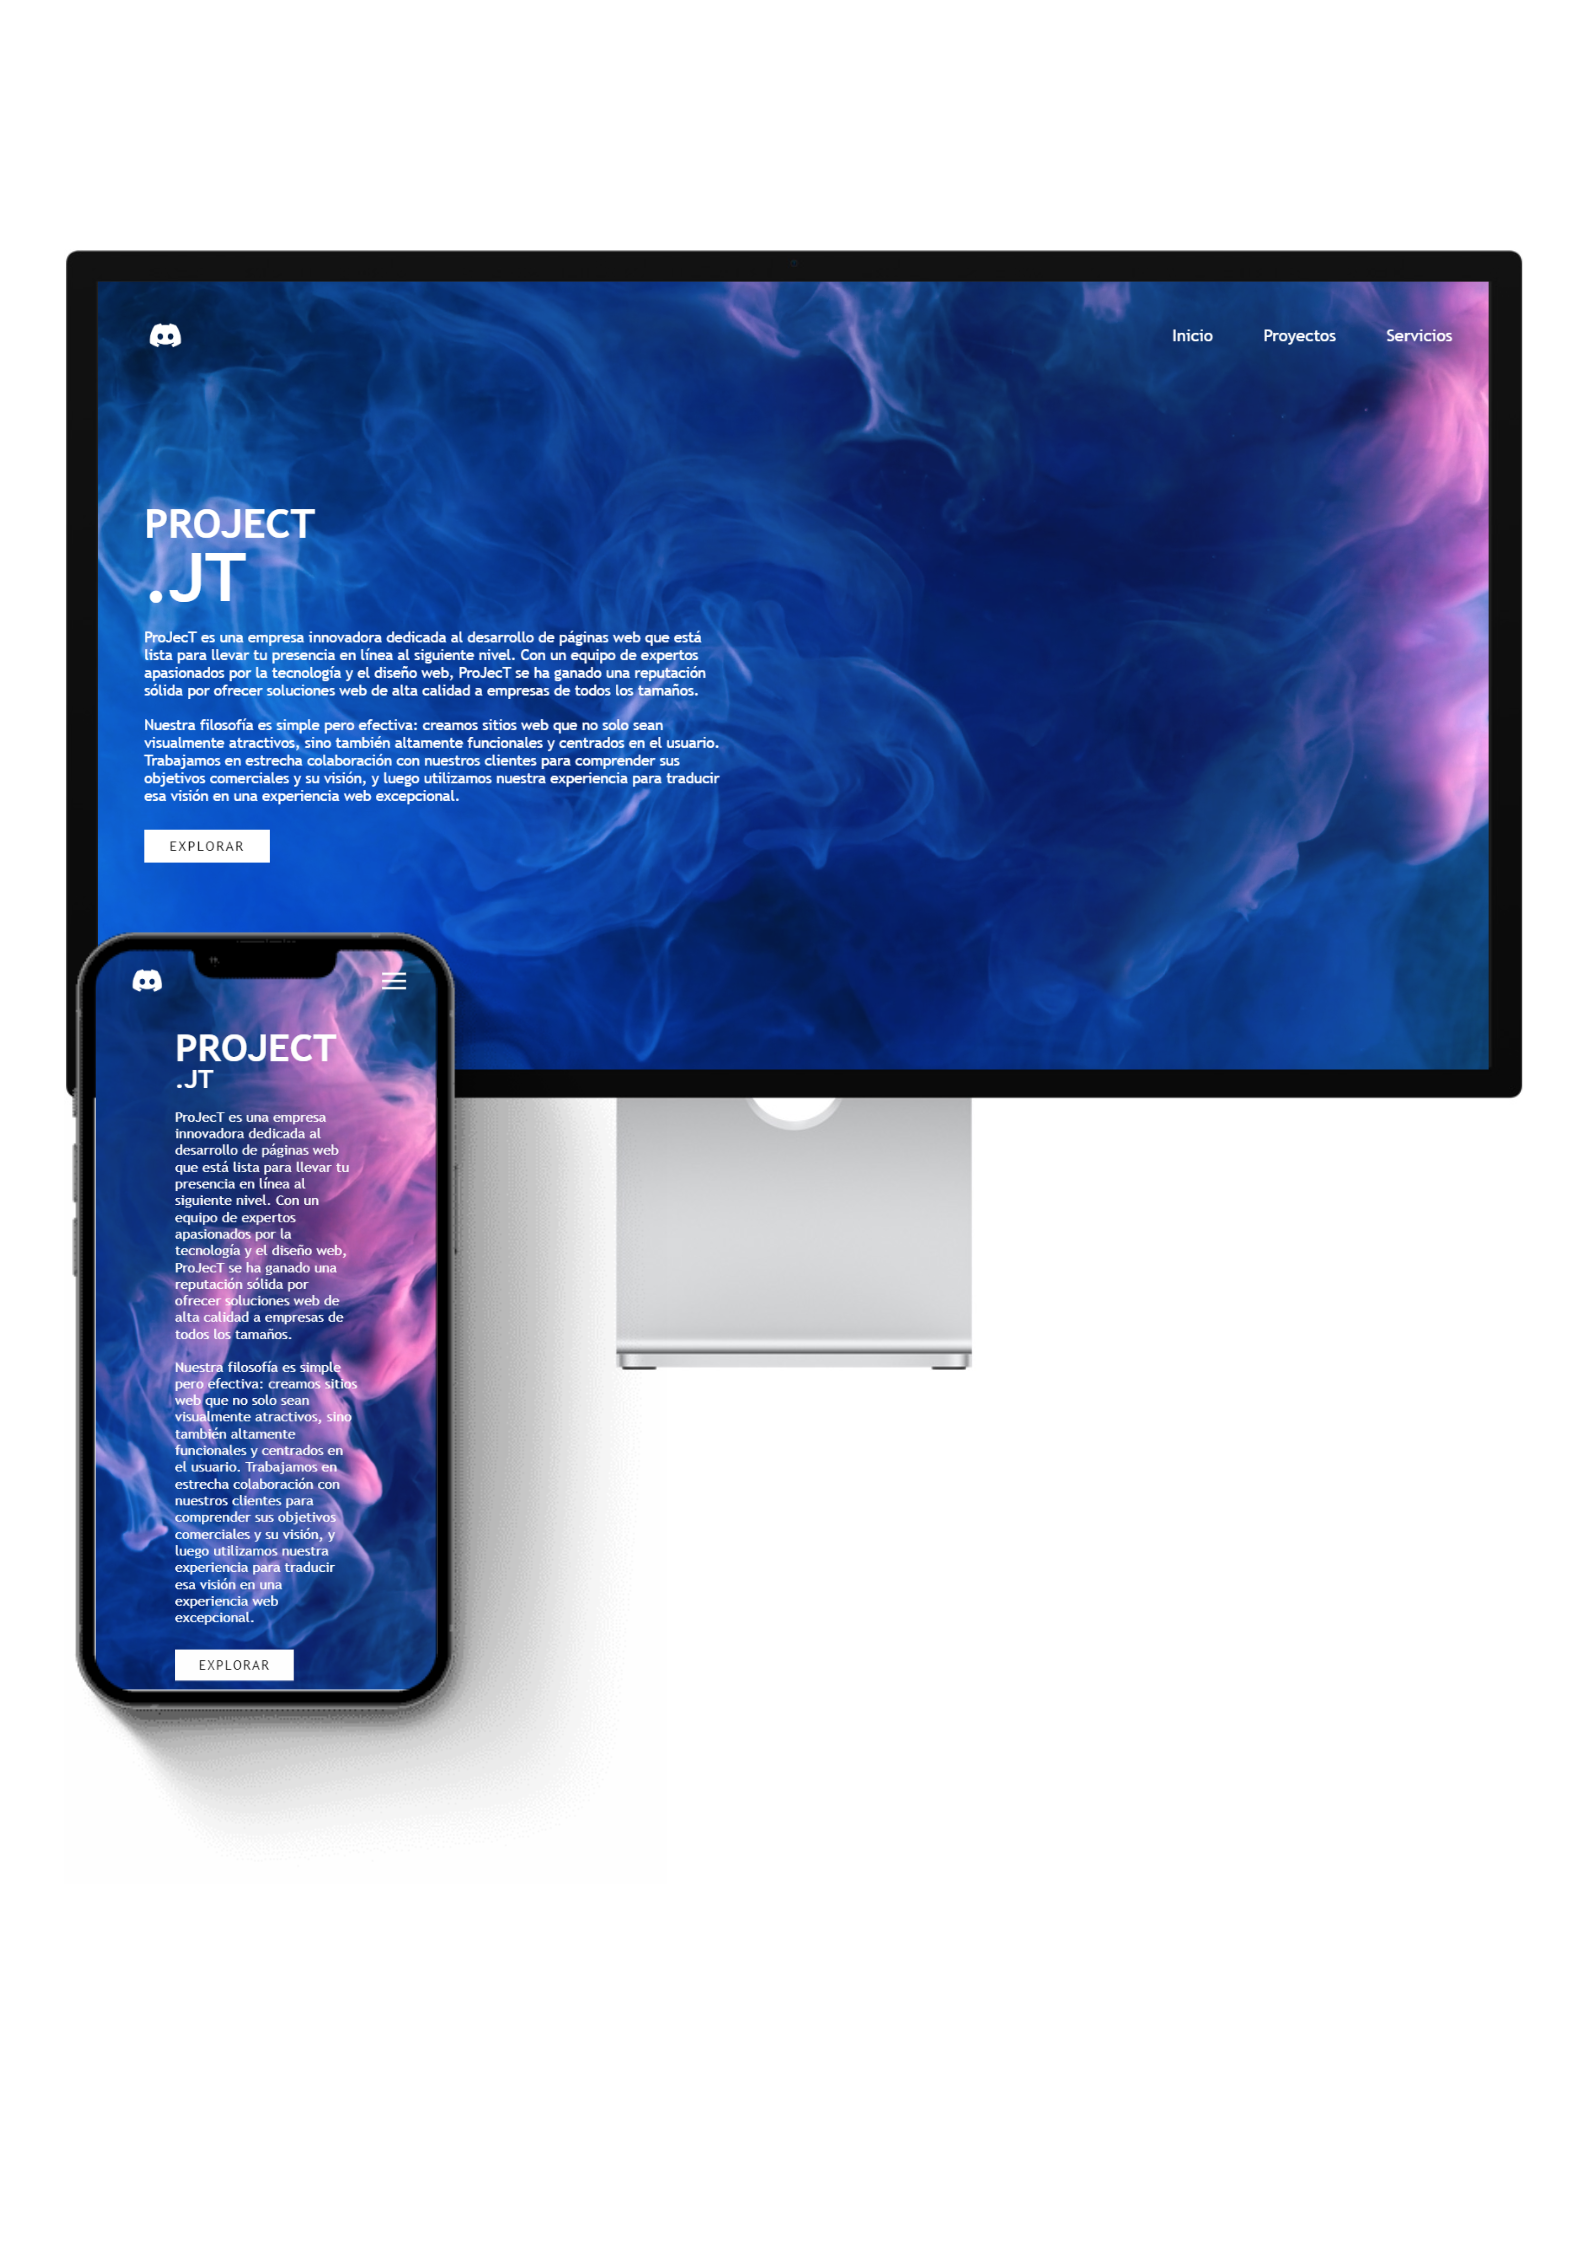 Inicio Proyectos Servicios
PROJECT
.JT
ProJecT es una empresa innovadora dedicada al desarrollo de páginas web que está
lista para llevar tu presencia en línea al siguiente nivel. Con un equipo de expertos
apasionados por la tecnología y el diseño web, ProJecT se ha ganado una reputación
sólida por ofrecer soluciones web de alta calidad a empresas de todos los tamaños.
Nuestra filosofía es simple pero efectiva: creamos sitios web que no solo sean
visualmente atractivos, sino también altamente funcionales y centrados en el usuario.
Trabajamos en estrecha colaboración con nuestros clientes para comprender sus
objetivos comerciales y su visión, y luego utilizamos nuestra experiencia para traducir
esa visión en una experiencia web excepcional.
EXPLORAR
PROJECT
.JT
ProJecT es una empresa
innovadora dedicada al
desarrollo de páginas web
que está lista para llevar tu
presencia en línea al
siguiente nivel. Con un
equipo de expertos
apasionados por la
tecnología y el diseño web,
ProJecT se ha ganado una
reputación sólida por
ofrecer soluciones web de
alta calidad a empresas de
todos los tamaños.
Nuestra filosofía es simple
pero efectiva: creamos sitios
web que no solo sean
visualmente atractivos, sino
también altamente
funcionales y centrados en
el usuario. Trabajamos en
estrecha colaboración con
nuestros clientes para
comprender sus objetivos
comerciales y su visión, y
luego utilizamos nuestra
experiencia para traducir
esa visión en una
experiencia web
excepcional.
EXPLORAR